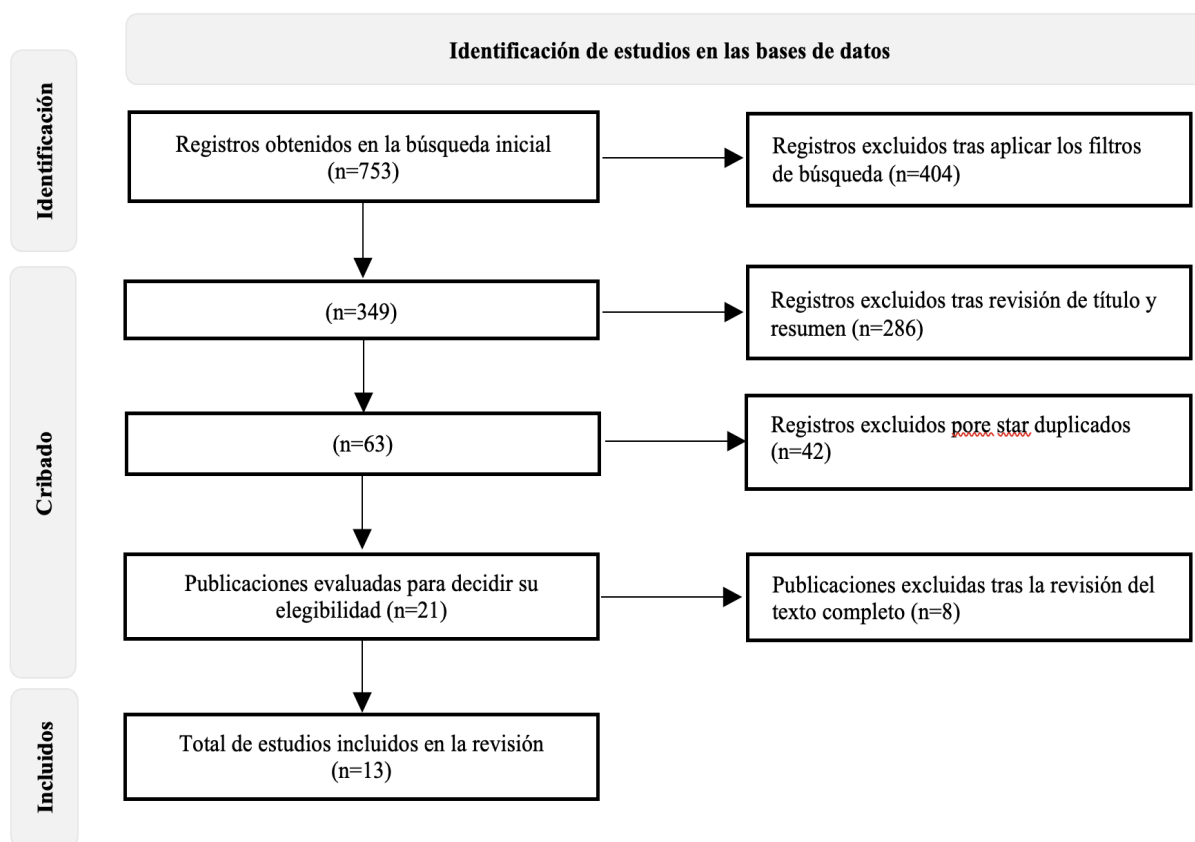 Identificación de estudios en las bases de datos
Identificación
Registros obtenidos en la búsqueda inicial
(n=753)
Registros excluidos tras aplicar los filtros
de búsqueda (n=404)
Cribado
(n=349)
Registros excluidos tras revisión de título y
resumen (n=286)
(n=63)
Registros excluidos pore star duplicados
(n=42)
Publicaciones evaluadas para decidir su
elegibilidad (n=21)
Publicaciones excluidas tras la revisión del
texto completo (n=8)
Incluidos
Total de estudios incluidos en la revisión
(n=13)